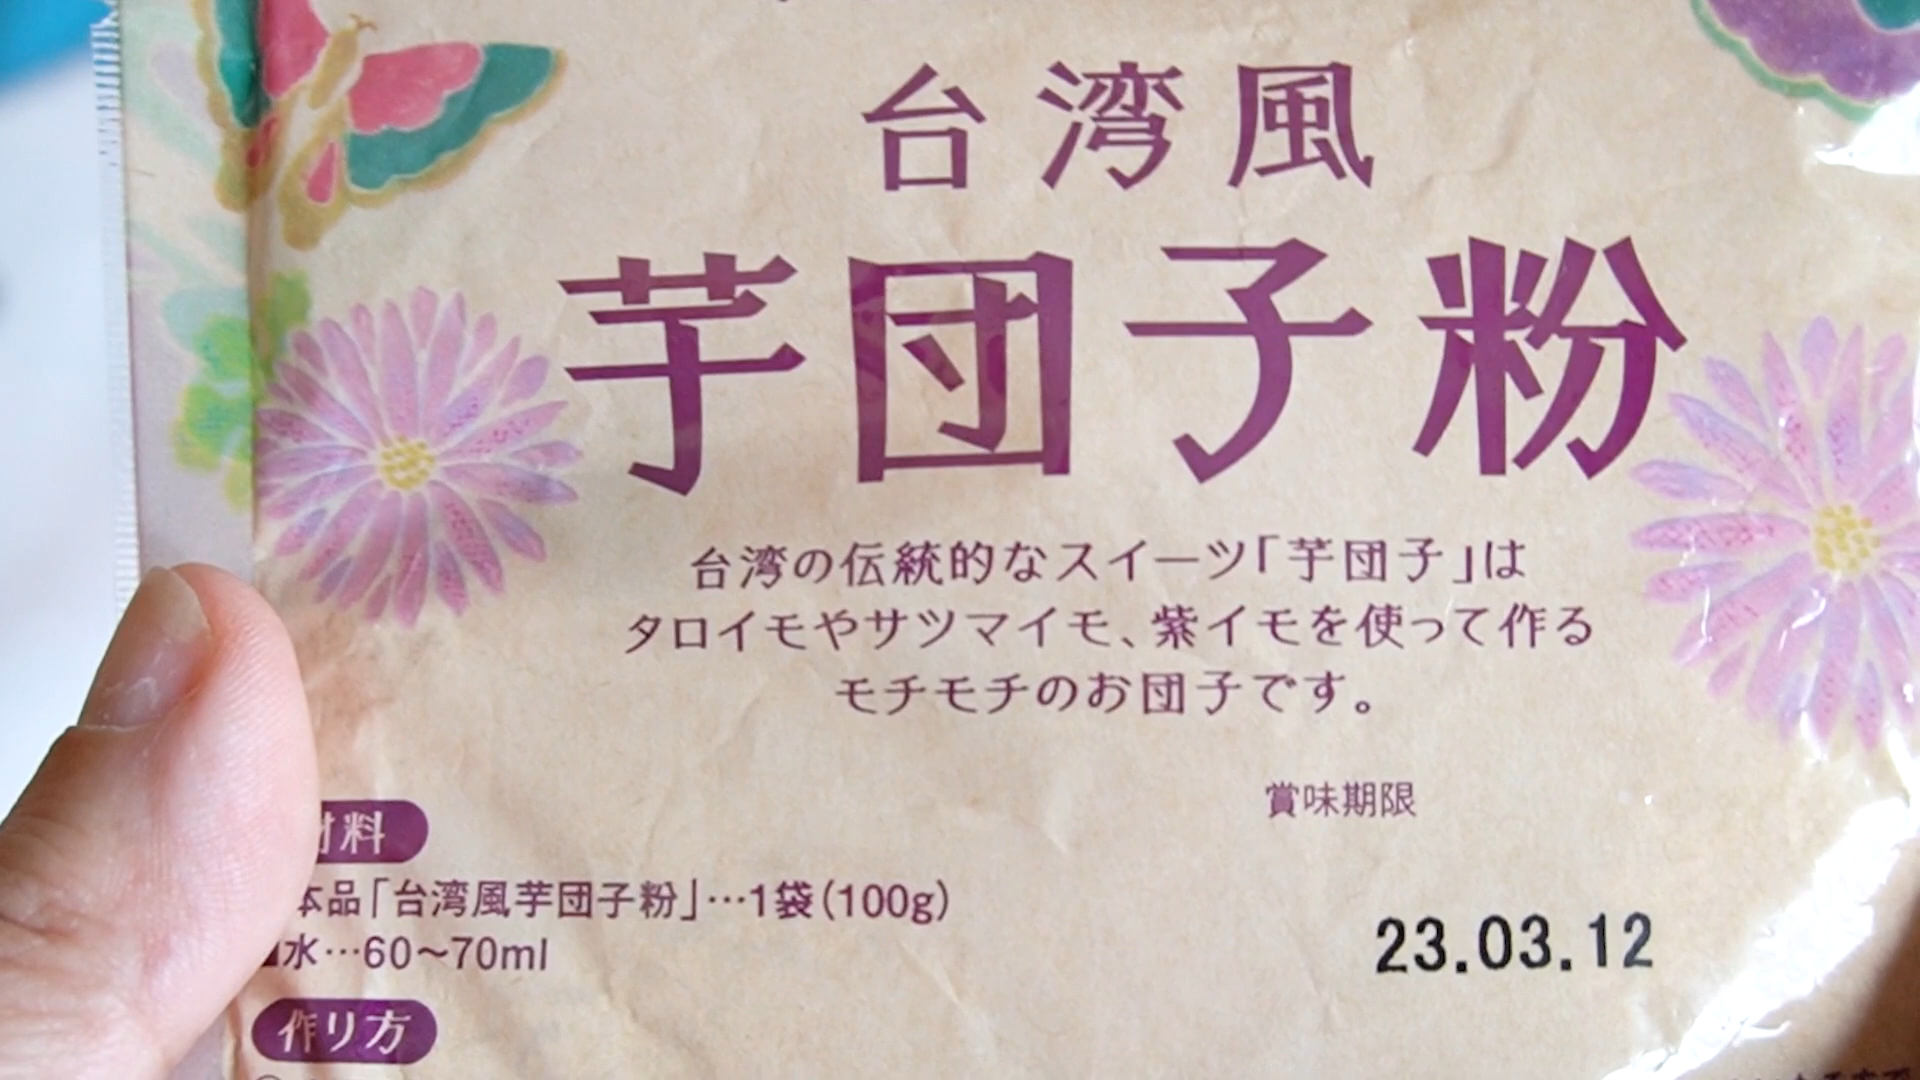 台湾風
芋団子粉
台湾の伝統的なスイーツ「芋団子」は
タロイモやサツマイモ、紫イモを使って作る
モチモチのお団子です。
賞味期限
23.03.12
材料
本品「台湾風芋団子粉」…1袋(100g)
■水…60〜70ml
作り方